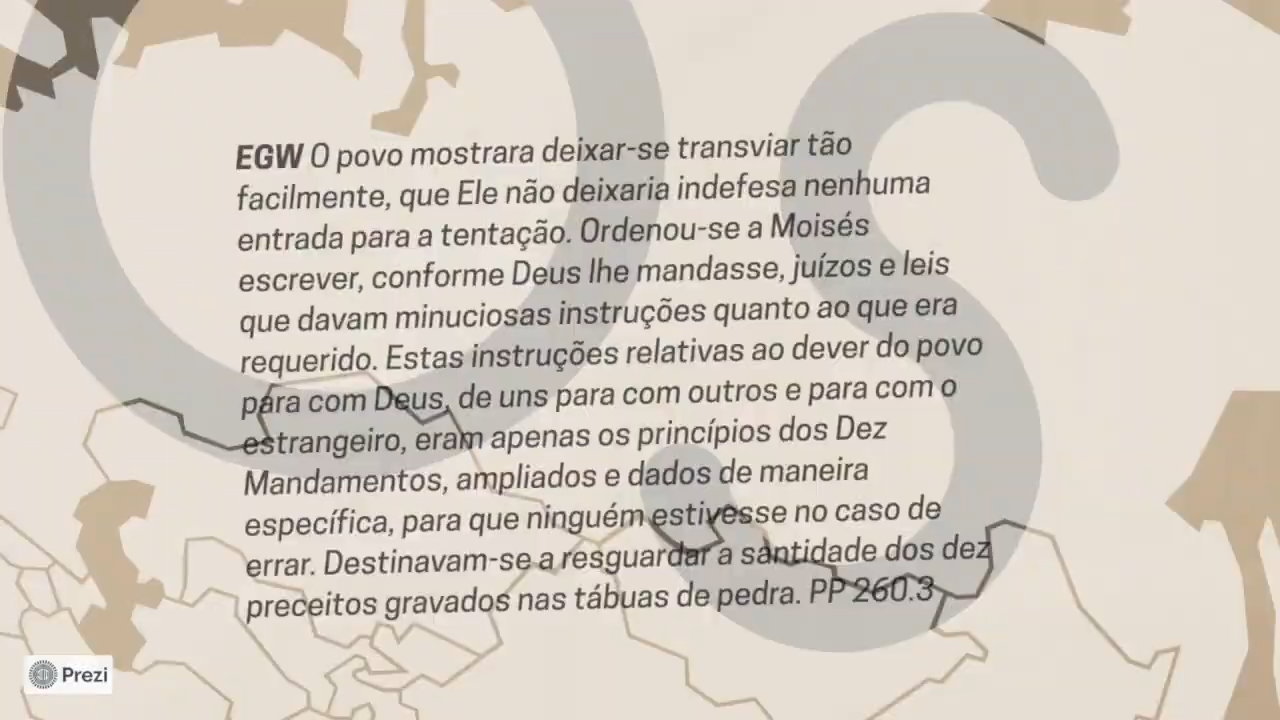 EGW O povo mostrara deixar-se transviar tão
facilmente, que Ele não deixaria indefesa nenhuma
entrada para a tentação. Ordenou-se a Moisés
escrever, conforme Deus lhe mandasse, juízos e leis
que davam minuciosas instruções quanto ao que era
requerido. Estas instruções relativas ao dever do povo
para com Deus, de uns para com outros e para com o
estrangeiro, eram apenas os princípios dos Dez
Mandamentos, ampliados e dados de maneira
específica, para que ninguém estivesse no caso de
errar. Destinavam-se a resguardar a santidade dos dez
preceitos gravados nas tábuas de pedra. PP 260.3
Prezi